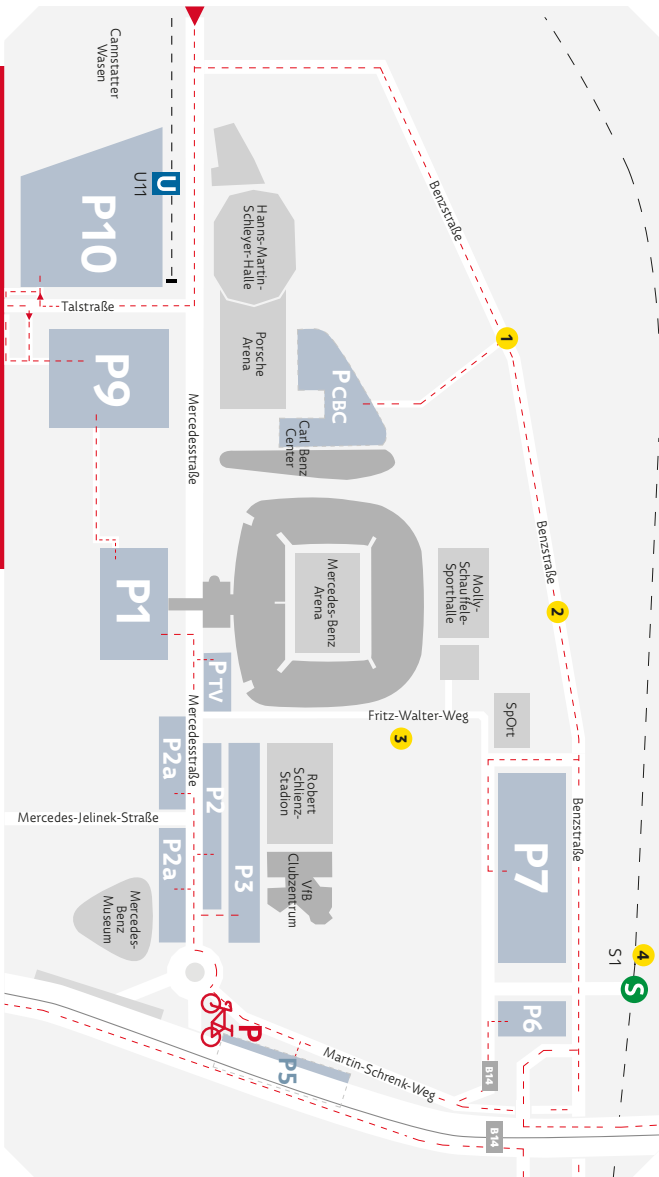 Cannstatter
Wasen
U
U11
P10
Talstraße
P9
Hanns-Martin-
Schleyer-Halle
Porsche
Arena
P CBC
Carl Benz
Center
Benzstraße
1
Mercedesstraße
P1
Mercedes-Benz
Arena
Molly-
Schauffele-
Sporthalle
Benzstraße
2
P TV
Fritz-Walter-Weg
3
SpOrt
Mercedesstraße
P2a
P2
P3
Robert
Schlienz-
Stadion
VfB
Clubzentrum
Mercedes-Jelinek-Straße
P2a
Mercedes-
Benz
Museum
Benzstraße
P7
4
S 1
S
P6
P
P5
Martin-Schrenk-Weg
B14
B14